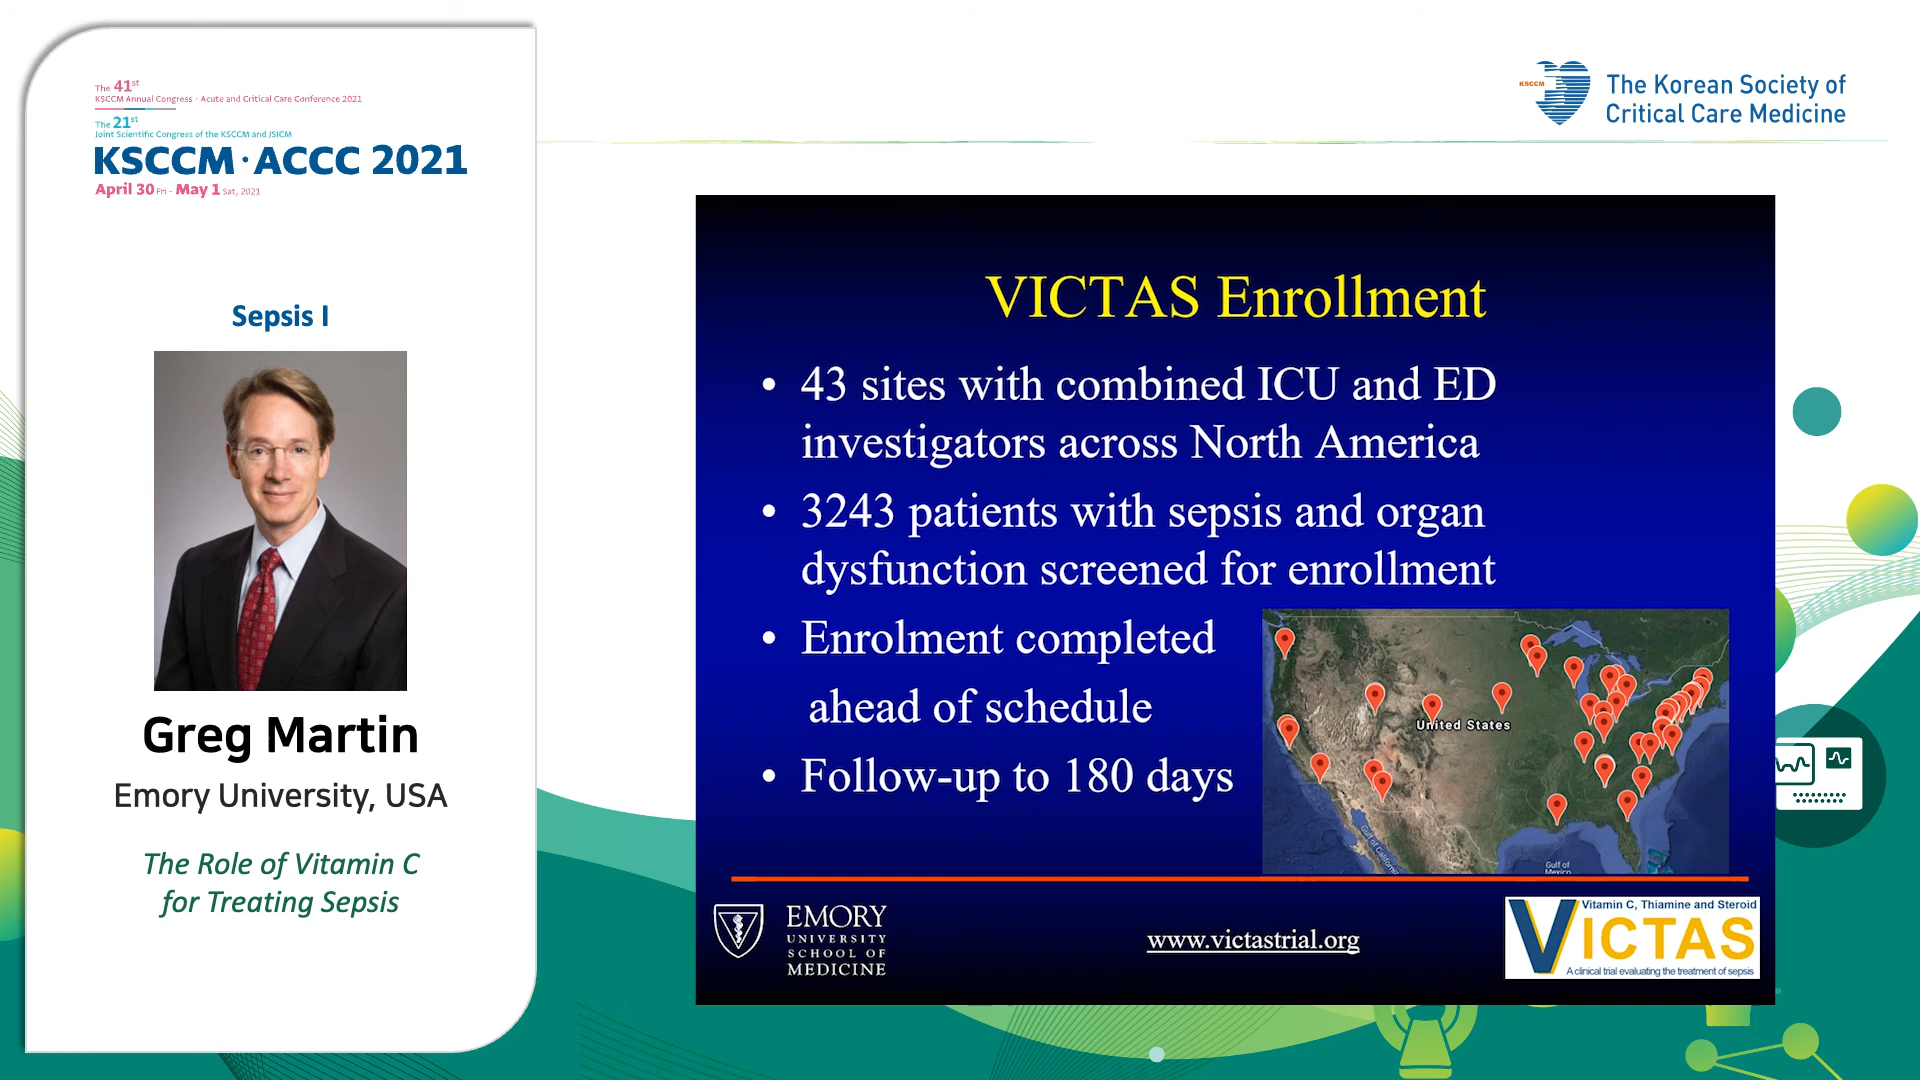 The 41st
KSCCM Annual Congress · Acute and Critical Care Conference 2021
The 21st
Joint Scientific Congress of the KSCCM and JSICM
KSCCM · ACCC 2021
April 30 Fri - May 1 Sat, 2021
Sepsis I
Greg Martin
Emory University, USA
The Role of Vitamin C
for Treating Sepsis
KSCCM
The Korean Society of
Critical Care Medicine
VICTAS Enrollment
• 43 sites with combined ICU and ED
investigators across North America
• 3243 patients with sepsis and organ
dysfunction screened for enrollment
• Enrolment completed
ahead of schedule
• Follow-up to 180 days
United States
Gulf of California
Gulf of
Mexico
EMORY
UNIVERSITY
SCHOOL OF
MEDICINE
www.victastrial.org
Vitamin C, Thiamine and Steroid
VICTAS
A clinical trial evaluating the treatment of sepsis